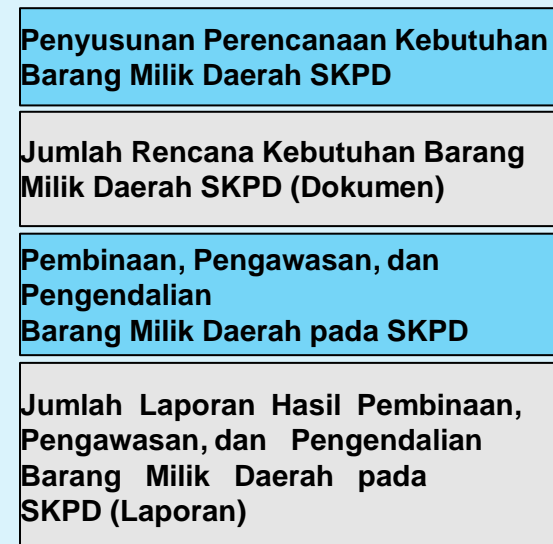 Penyusunan Perencanaan Kebutuhan
Barang Milik Daerah SKPD
Jumlah Rencana Kebutuhan Barang
Milik Daerah SKPD (Dokumen)
Pembinaan, Pengawasan, dan
Pengendalian
Barang Milik Daerah pada SKPD
Jumlah Laporan Hasil Pembinaan,
Pengawasan, dan Pengendalian
Barang Milik Daerah pada
SKPD (Laporan)